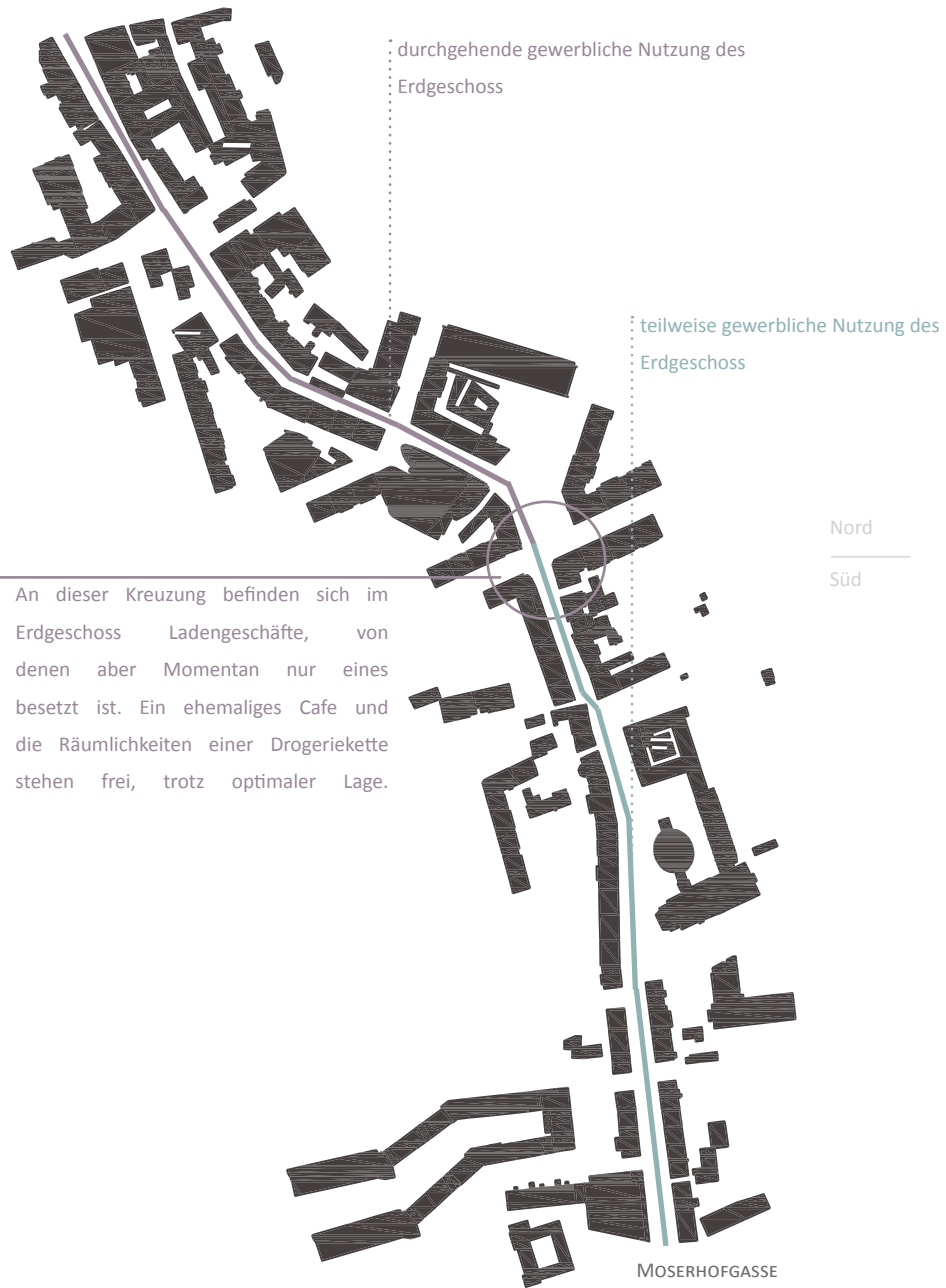 durchgehende gewerbliche Nutzung des
Erdgeschoss
teilweise gewerbliche Nutzung des
Erdgeschoss
Nord
Süd
An dieser Kreuzung befinden sich im
Erdgeschoss Ladengeschäfte, von
denen aber Momentan nur eines
besetzt ist. Ein ehemaliges Cafe und
die Räumlichkeiten einer Drogeriekette
stehen frei, trotz optimaler Lage.
MOSERHOFGASSE